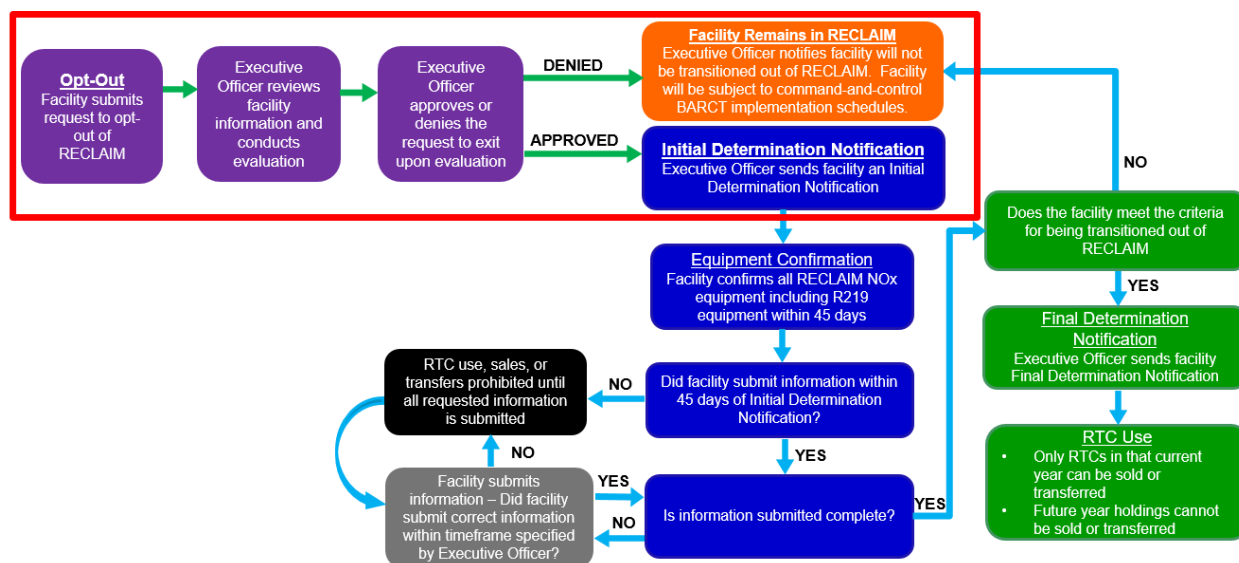 Opt-Out
Facility submits
request to opt-
out of
RECLAIM
Executive
Officer reviews
facility
information and
conducts
evaluation
Executive
Officer
approves or
denies the
request to exit
upon evaluation
DENIED
APPROVED
Facility Remains in RECLAIM
Executive Officer notifies facility will not
be transitioned out of RECLAIM.  Facility
will be subject to command-and-control
BARCT implementation schedules.
Initial Determination Notification
Executive Officer sends facility an Initial
Determination Notification
Equipment Confirmation
Facility confirms all RECLAIM NOx
equipment including R219
equipment within 45 days
Did facility submit information within
45 days of Initial Determination
Notification?
NO
RTC use, sales, or
transfers prohibited until
all requested information
is submitted
NO
Facility submits
information – Did facility
submit correct information
within timeframe specified
by Executive Officer?
YES
NO
YES
Is information submitted complete?
YES
Does the facility meet the criteria
for being transitioned out of
RECLAIM
NO
YES
Final Determination
Notification
Executive Officer sends facility
Final Determination Notification
RTC Use
• Only RTCs in that current
year can be sold or
transferred
• Future year holdings cannot
be sold or transferred